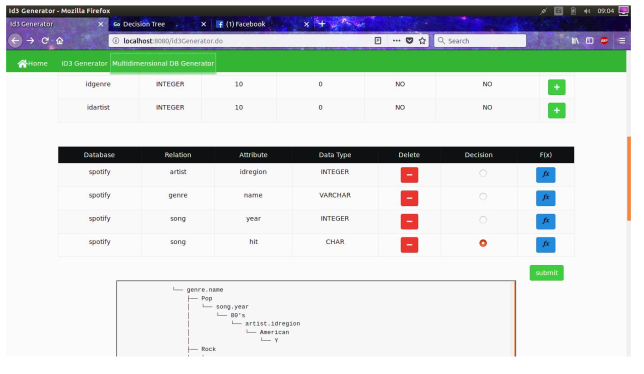 Id3 Generator - Mozilla Firefox
09:04
Id3 Generator × Go Decision Tree × f (1) Facebook × +
localhost:8080/Id3Generator.do
Search
Home ID3 Generator Multidimensional DB Generator
idgenre INTEGER 10 0 NO NO +
idartist INTEGER 10 0 NO NO +
Database Relation Attribute Data Type Delete Decision F(x)
spotify artist idregion INTEGER − fx
spotify genre name VARCHAR − fx
spotify song year INTEGER − fx
spotify song hit CHAR − fx
submit
└── genre.name
├── Pop
│ └── song.year
│ └── 80's
│ └── artist.idregion
│ └── American
│ └── Y
├── Rock